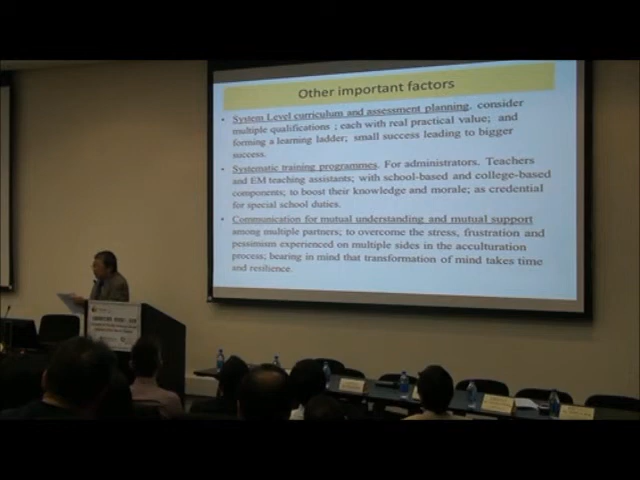 Other important factors
• System Level curriculum and assessment planning. consider
multiple qualifications ; each with real practical value; and
forming a learning ladder; small success leading to bigger
success.
• Systematic training programmes. For administrators. Teachers
and EM teaching assistants; with school-based and college-based
components; to boost their knowledge and morale; as credential
for special school duties.
• Communication for mutual understanding and mutual support
among multiple partners; to overcome the stress, frustration and
pessimism experienced on multiple sides in the acculturation
process; bearing in mind that transformation of mind takes time
and resilience.